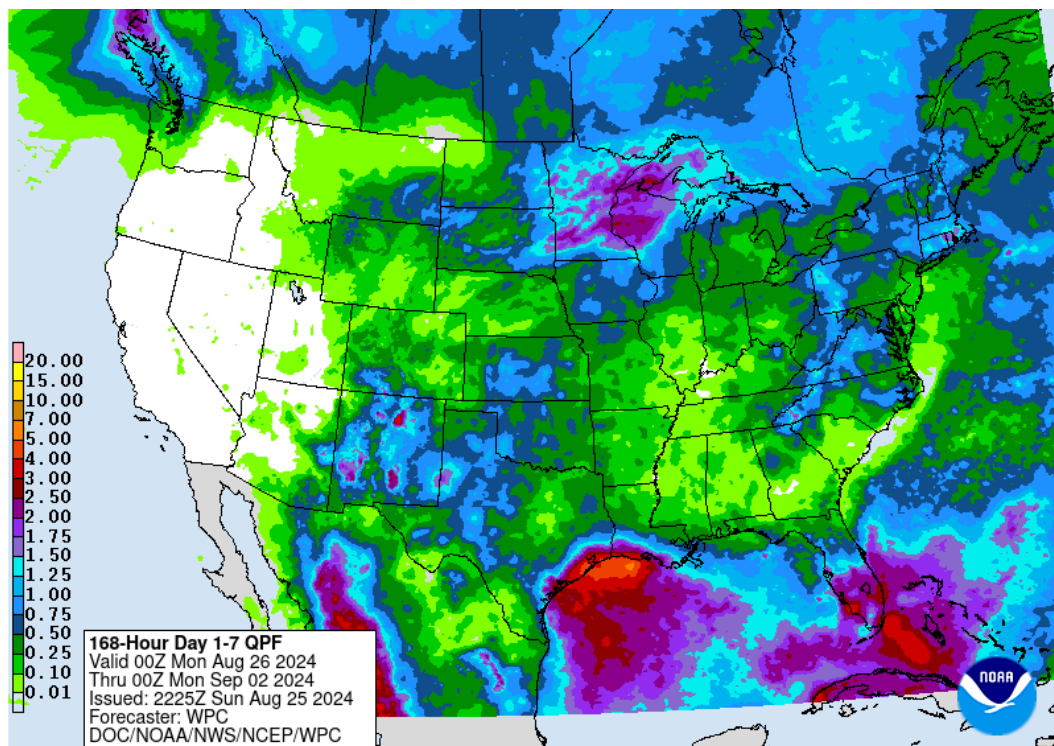 20.00
15.00
10.00
7.00
5.00
4.00
3.00
2.50
2.00
1.75
1.50
1.25
1.00
0.75
0.50
0.25
0.10
0.01
168-Hour Day 1-7 QPF
Valid 00Z Mon Aug 26 2024
Thru 00Z Mon Sep 02 2024
Issued: 2225Z Sun Aug 25 2024
Forecaster: WPC
DOC/NOAA/NWS/NCEP/WPC
NOAA